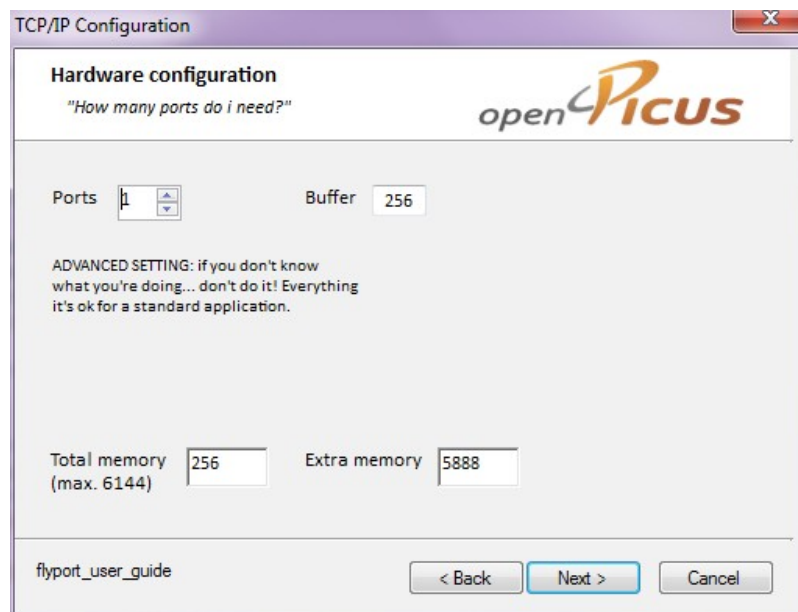 TCP/IP Configuration
x
Hardware configuration
"How many ports do i need?"
openPicus
Ports 1 Buffer 256
ADVANCED SETTING: if you don't know
what you're doing... don't do it! Everything
it's ok for a standard application.
Total memory 256 Extra memory 5888
(max. 6144)
flyport_user_guide < Back Next > Cancel